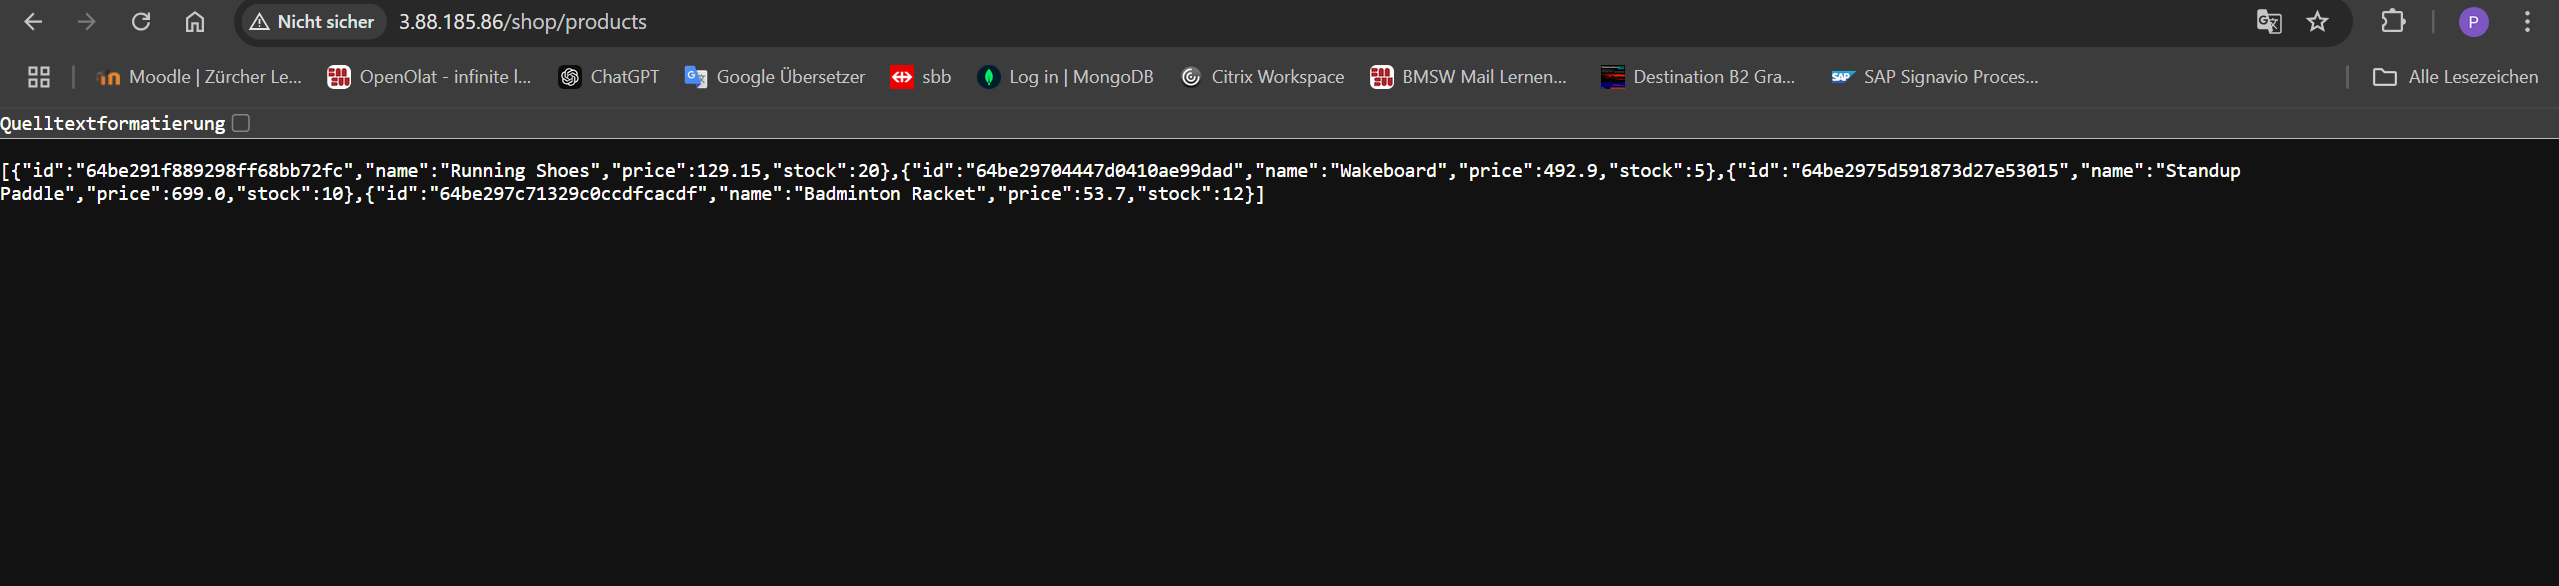 Nicht sicher 3.88.185.86/shop/products P
Moodle | Zürcher Le... OpenOlat - infinite l... ChatGPT Google Übersetzer sbb Log in | MongoDB Citrix Workspace BMSW Mail Lernen... Destination B2 Gra... SAP SAP Signavio Proces... Alle Lesezeichen
Quelltextformatierung
[{"id":"64be291f889298ff68bb72fc","name":"Running Shoes","price":129.15,"stock":20},{"id":"64be29704447d0410ae99dad","name":"Wakeboard","price":492.9,"stock":5},{"id":"64be2975d591873d27e53015","name":"Standup
Paddle","price":699.0,"stock":10},{"id":"64be297c71329c0ccdfcacdf","name":"Badminton Racket","price":53.7,"stock":12}]